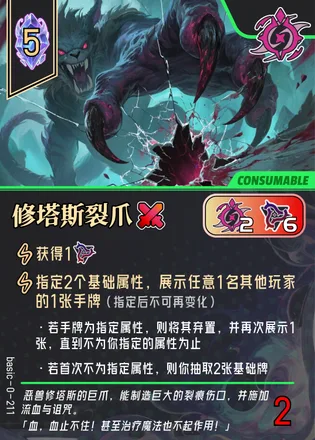 5
CONSUMABLE
修塔斯裂爪
2 6
获得1
指定2个基础属性，展示任意1名其他玩家
的1张手牌（指定后不可再变化）
·若手牌为指定属性，则将其弃置，并再次展示1
张，直到不为你指定的属性为止
·若首次不为指定属性，则你抽取2张基础牌
basic-0-211
恶兽修塔斯的巨爪，能制造巨大的裂痕伤口，并施加
流血与诅咒。
「血，血止不住！甚至治疗魔法也不起作用！」
2